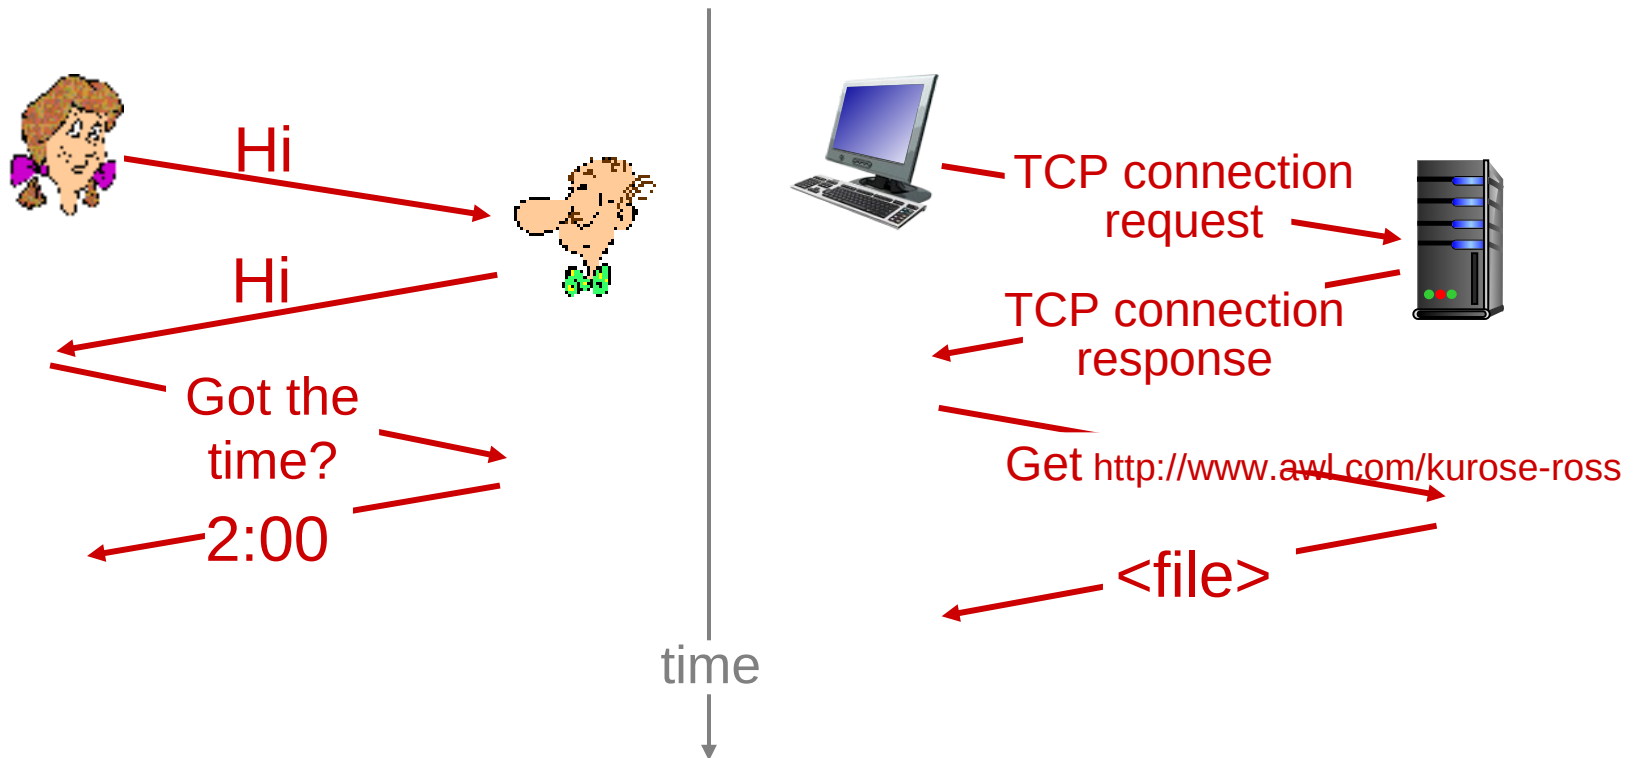 Hi
Hi
Got the
time?
2:00
TCP connection
request
TCP connection
response
Get http://www.awl.com/kurose-ross
<file>
time